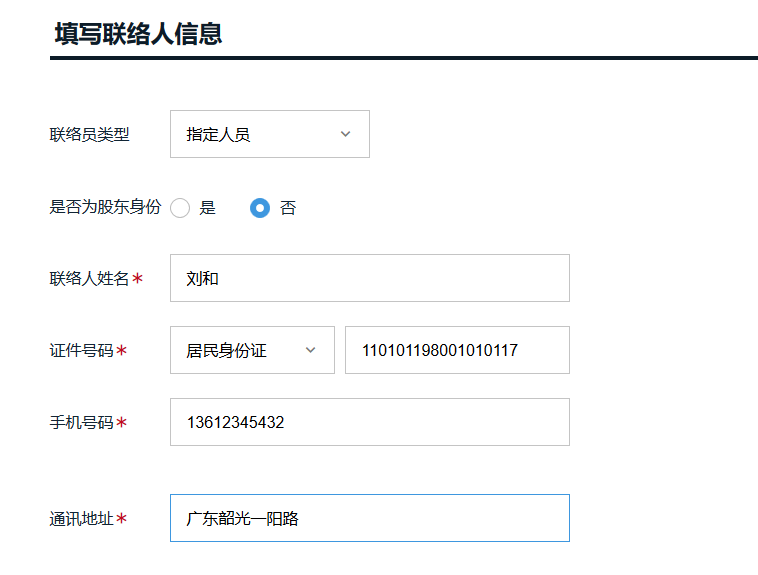 填写联络人信息
联络员类型 指定人员
是否为股东身份 是 否
联络人姓名* 刘和
证件号码* 居民身份证 110101198001010117
手机号码* 13612345432
通讯地址* 广东韶光一阳路